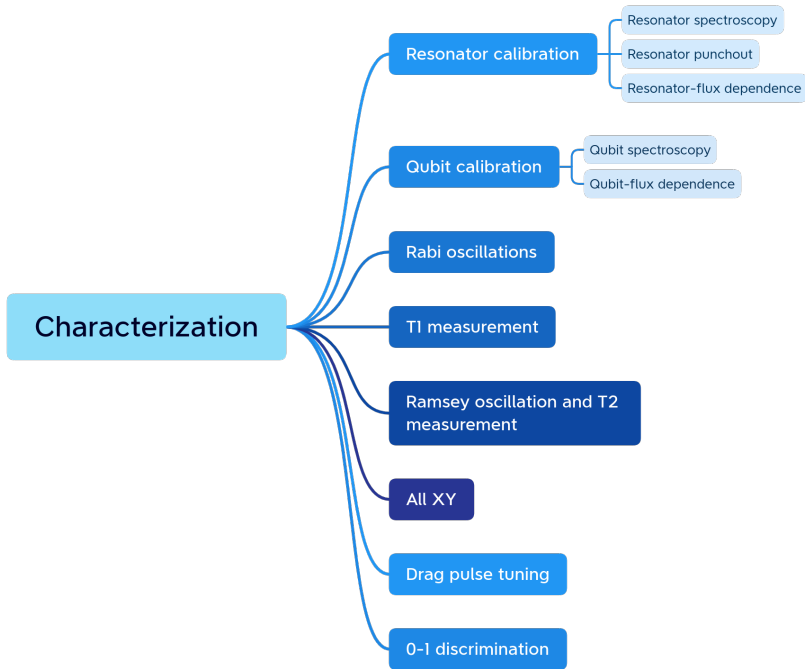 Characterization
Resonator calibration
Resonator spectroscopy
Resonator punchout
Resonator-flux dependence
Qubit calibration
Qubit spectroscopy
Qubit-flux dependence
Rabi oscillations
T1 measurement
Ramsey oscillation and T2
measurement
All XY
Drag pulse tuning
0-1 discrimination